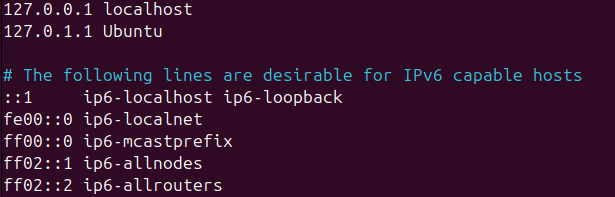 127.0.0.1 localhost
127.0.1.1 Ubuntu
# The following lines are desirable for IPv6 capable hosts
::1     ip6-localhost ip6-loopback
fe00::0 ip6-localnet
ff00::0 ip6-mcastprefix
ff02::1 ip6-allnodes
ff02::2 ip6-allrouters